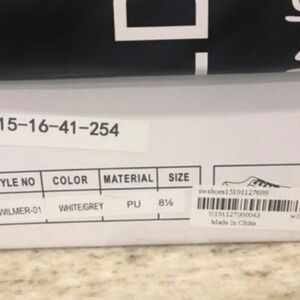 15-16-41-254
YLE NO COLOR MATERIAL SIZE
WILMER-01 WHITE/GREY PU 8½
swshoes15191127699
Made in China